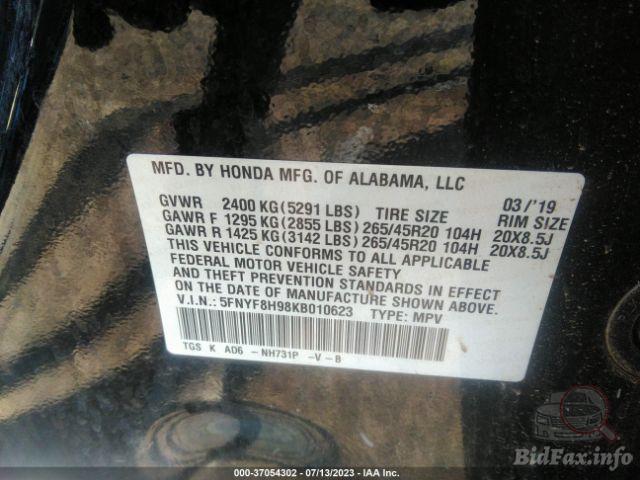 MFD. BY HONDA MFG. OF ALABAMA, LLC
GVWR 2400 KG(5291 LBS) TIRE SIZE 03/'19 RIM SIZE
GAWR F 1295 KG(2855 LBS) 265/45R20 104H 20X8.5J
GAWR R 1425 KG(3142 LBS) 265/45R20 104H 20X8.5J
THIS VEHICLE CONFORMS TO ALL APPLICABLE
FEDERAL MOTOR VEHICLE SAFETY
AND THEFT PREVENTION STANDARDS IN EFFECT
ON THE DATE OF MANUFACTURE SHOWN ABOVE.
V.I.N.: 5FNYF8H98KB010623 TYPE: MPV
TGS K AD6 -NH731P -V-B
000-37054302 - 07/13/2023 - IAA Inc.
BidFax.info